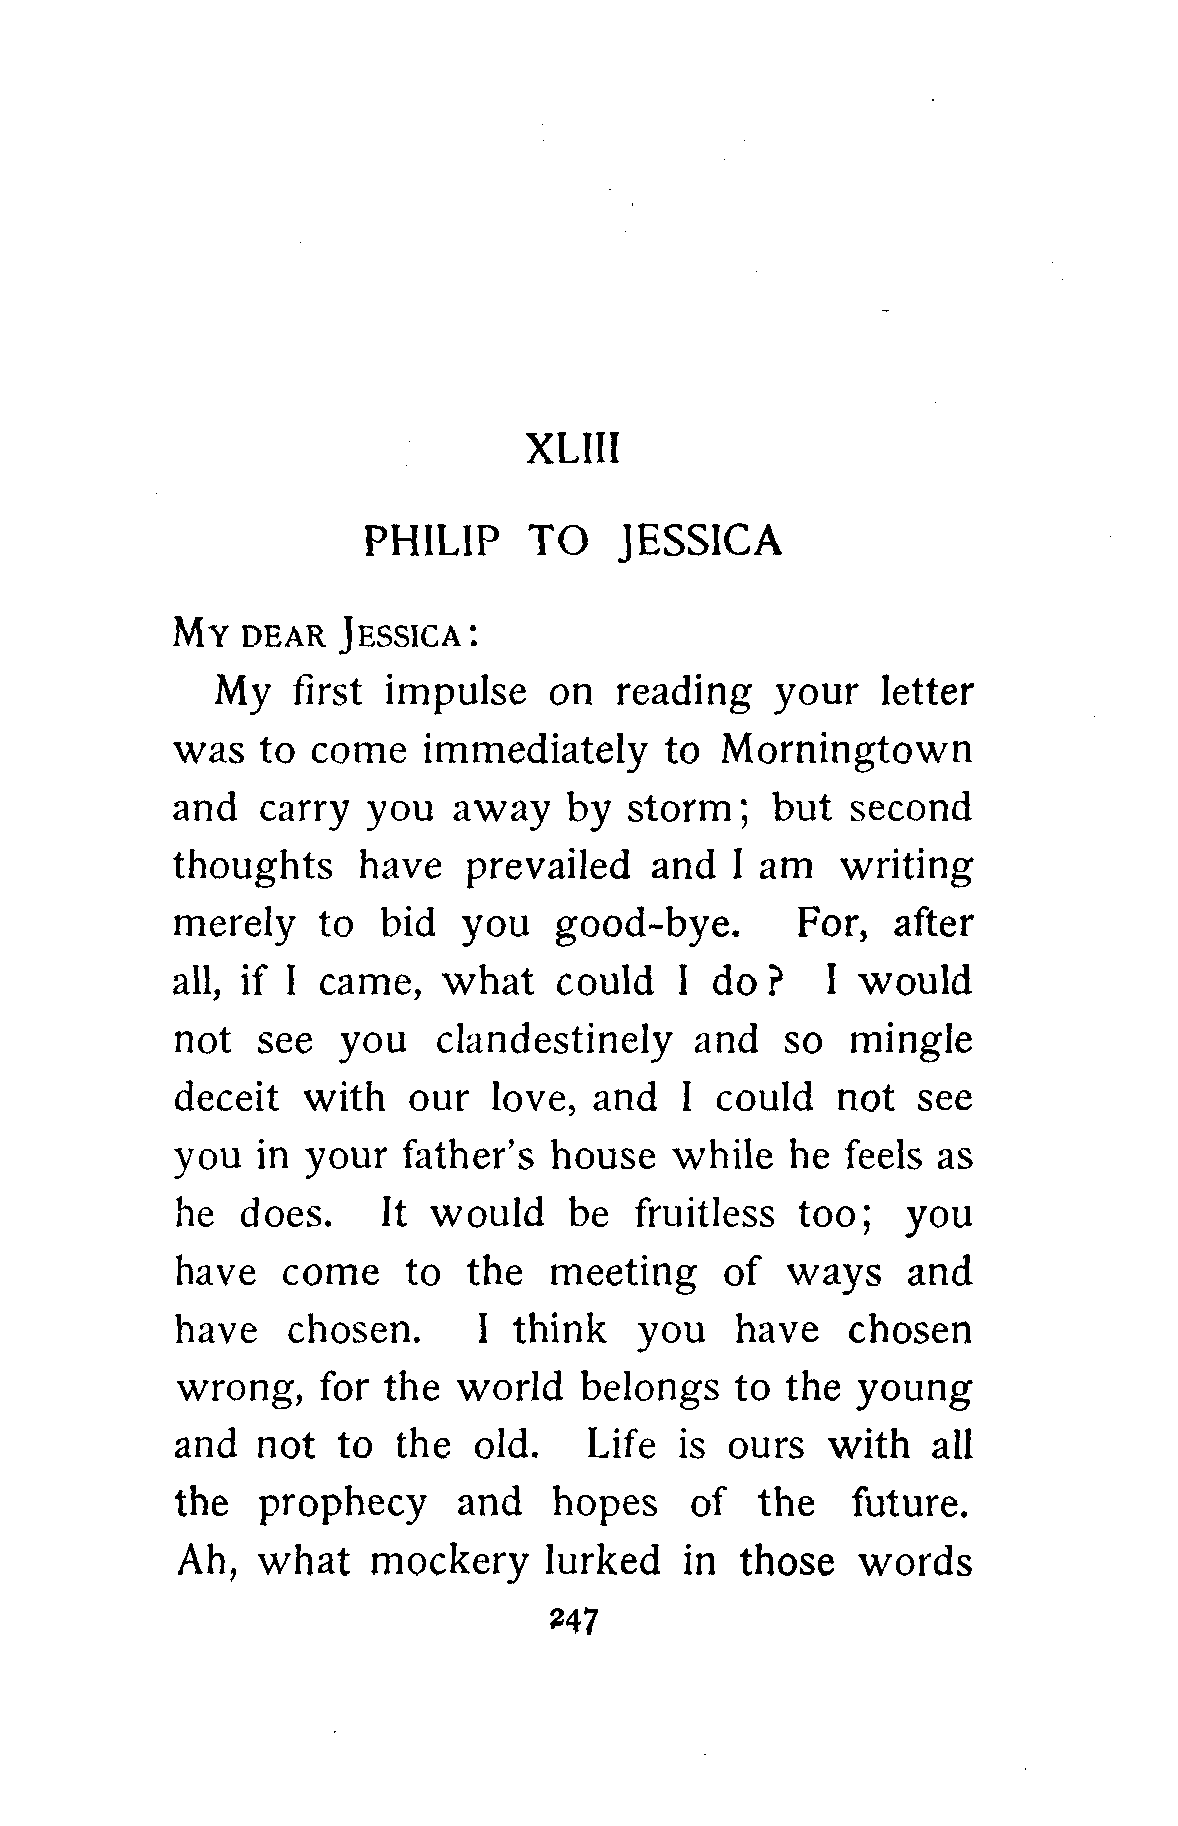 XLIII
PHILIP TO JESSICA
MY DEAR JESSICA:
My first impulse on reading your letter
was to come immediately to Morningtown
and carry you away by storm; but second
thoughts have prevailed and I am writing
merely to bid you good-bye. For, after
all, if I came, what could I do? I would
not see you clandestinely and so mingle
deceit with our love, and I could not see
you in your father's house while he feels as
he does. It would be fruitless too; you
have come to the meeting of ways and
have chosen. I think you have chosen
wrong, for the world belongs to the young
and not to the old. Life is ours with all
the prophecy and hopes of the future.
Ah, what mockery lurked in those words
247